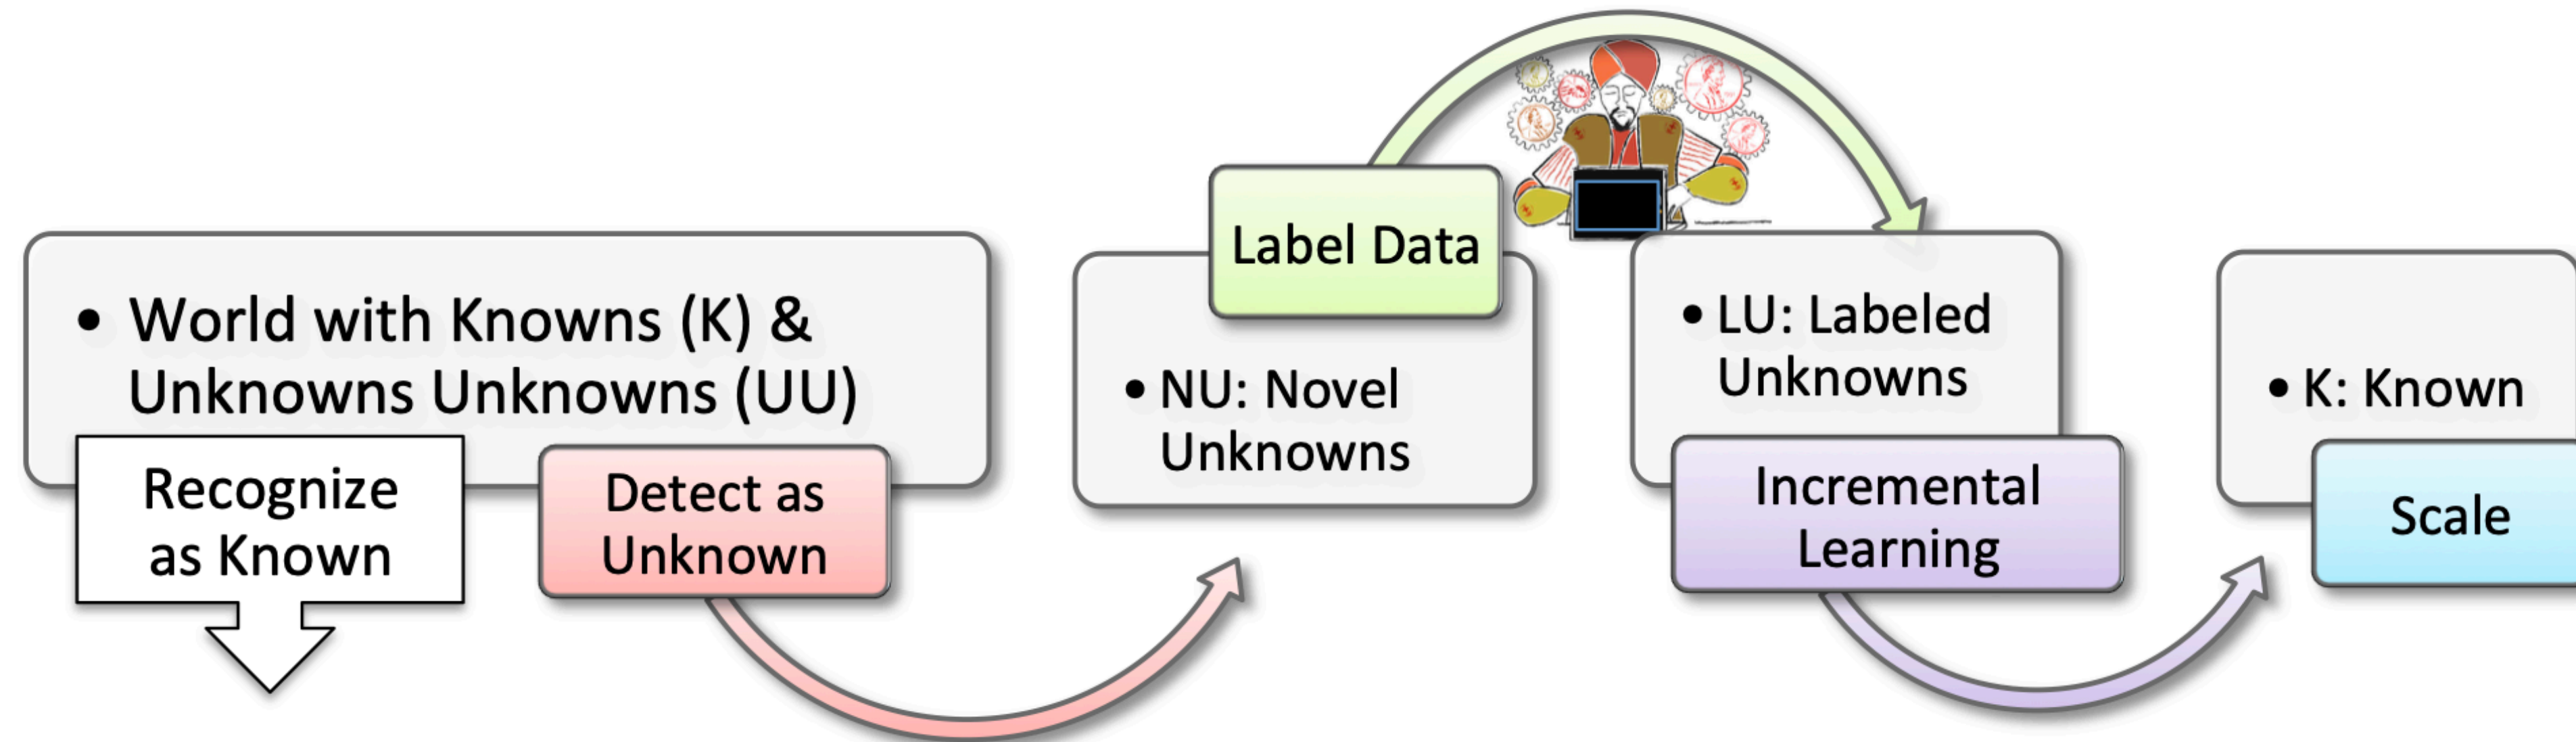 • World with Knowns (K) &
Unknowns Unknowns (UU)
Recognize
as Known
Detect as
Unknown
Label Data
• NU: Novel
Unknowns
• LU: Labeled
Unknowns
Incremental
Learning
• K: Known
Scale